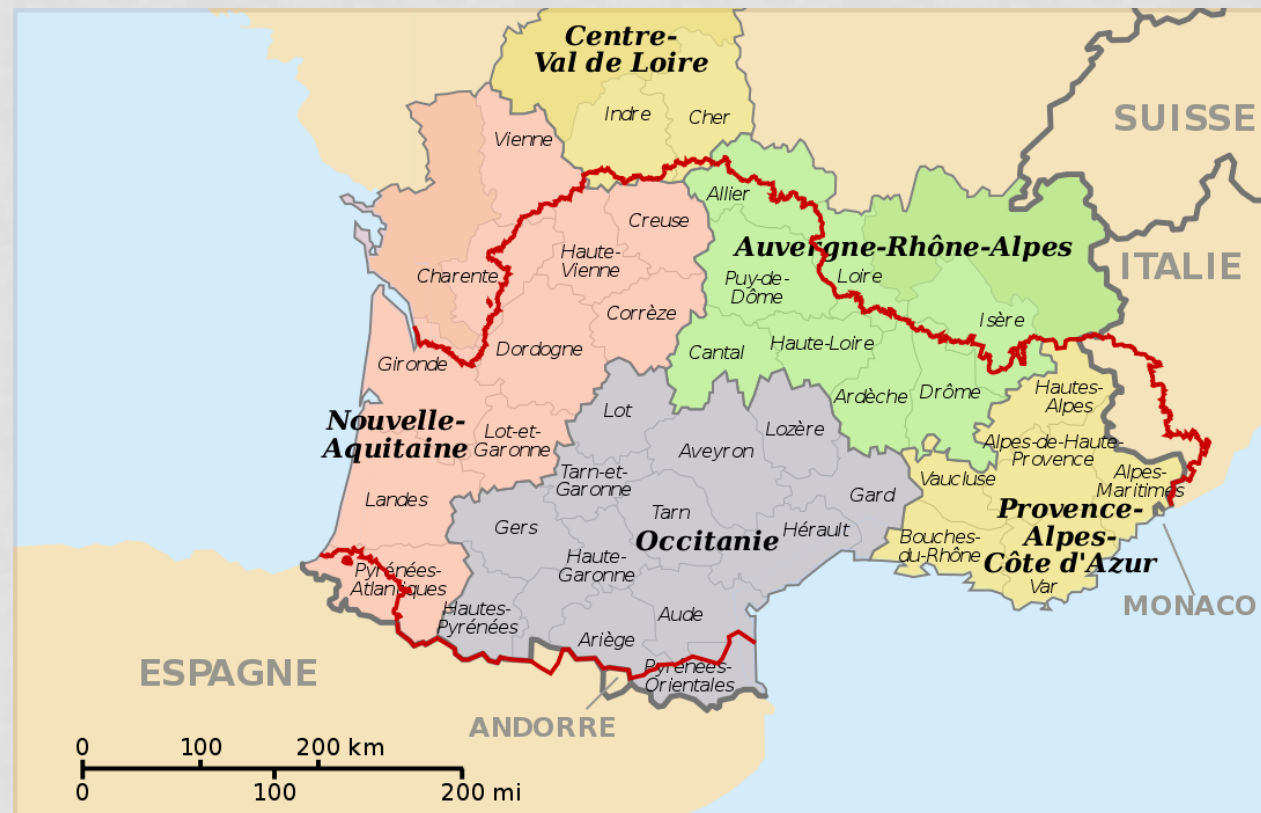 Centre-
Val de Loire
Indre
Cher
SUISSE
Vienne
Allier
Creuse
Auvergne-Rhône-Alpes
Haute-
Vienne
Charente
Puy-de-
Dôme
Loire
ITALIE
Corrèze
Isère
Gironde
Dordogne
Cantal
Haute-Loire
Ardèche
Drôme
Hautes-
Alpes
Nouvelle-
Aquitaine
Lot
Lot-et-
Garonne
Lozère
Aveyron
Alpes-de-Haute-
Provence
Tarn-et-
Garonne
Vaucluse
Alpes-
Maritimes
Landes
Gard
Tarn
Provence-
Alpes-
Côte d'Azur
Gers
Hérault
Occitanie
Bouches-
du-Rhône
Haute-
Garonne
Pyrénées-
Atlantiques
Var
Hautes-
Pyrénées
Aude
MONACO
Ariège
ESPAGNE
Pyrénées-
Orientales
ANDORRE
0 100 200 km
0 100 200 mi